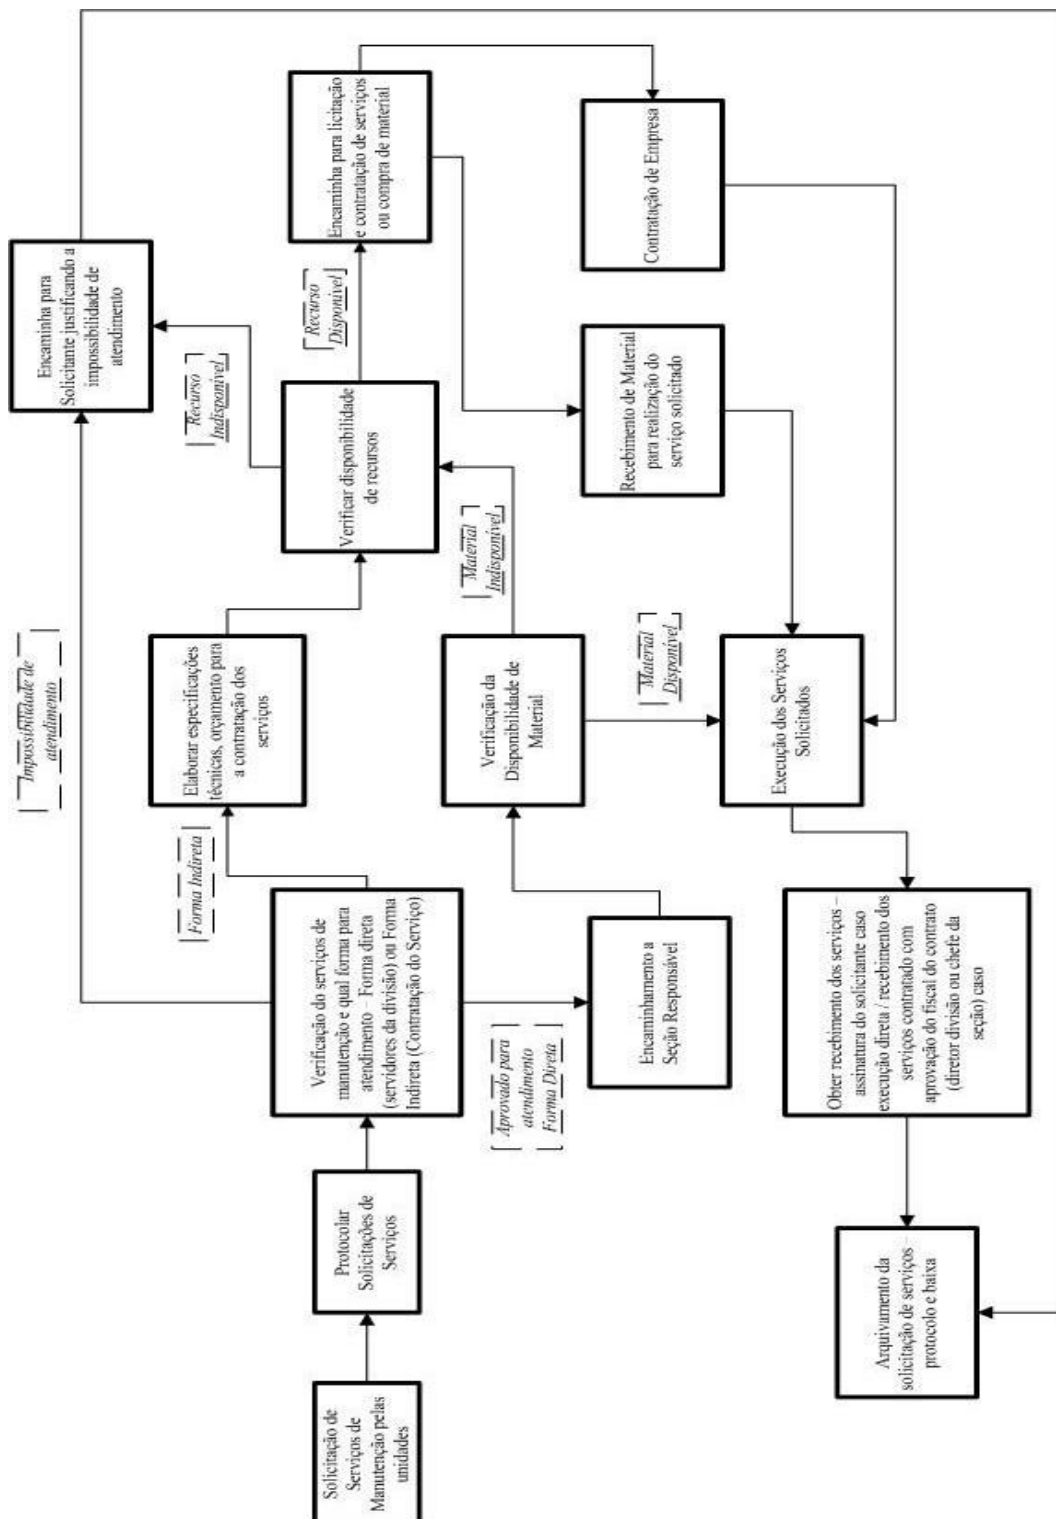 Solicitação de
Serviços de
Manutenção pelas
unidades
Protocolar
Solicitações de
Serviços
Verificação do serviços de
manutenção e qual forma para
atendimento – Forma direta
(servidores da divisão) ou Forma
Indireta (Contratação do Serviço)
Impossibilidade de
atendimento
Forma Indireta
Aprovado para
atendimento
Forma Direta
Encaminha para
Solicitante justificando a
impossibilidade de
atendimento
Elaborar especificações
técnicas, orçamento para
a contratação dos
serviços
Encaminhamento a
Seção Responsável
Verificação da
Disponibilidade de
Material
Material
Indisponível
Material
Disponível
Verificar disponibilidade
de recursos
Recurso
Indisponível
Recurso
Disponível
Encaminha para licitação
e contratação de serviços
ou compra de material
Recebimento de Material
para realização do
serviço solicitado
Contratação de Empresa
Execução dos Serviços
Solicitados
Obter recebimento dos serviços –
assinatura do solicitante caso
execução direta / recebimento dos
serviços contratado com
aprovação do fiscal do contrato
(diretor divisão ou chefe da
seção) caso
Arquivamento da
solicitação de serviços –
protocolo e baixa